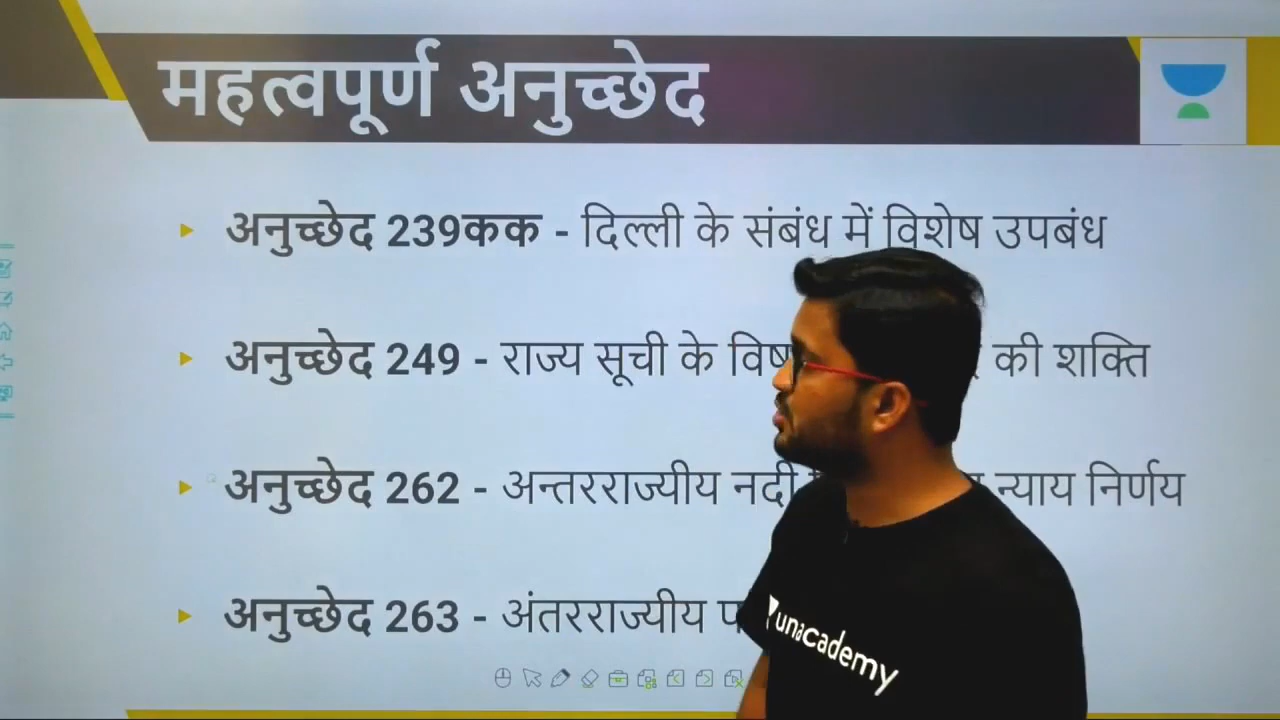 महत्वपूर्ण अनुच्छेद
अनुच्छेद 239कक - दिल्ली के संबंध में विशेष उपबंध
अनुच्छेद 249 - राज्य सूची के की शक्ति
अनुच्छेद 262 - अन्तरराज्यीय नदी न्याय निर्णय
अनुच्छेद 263 - अंतरराज्यीय
unacademy